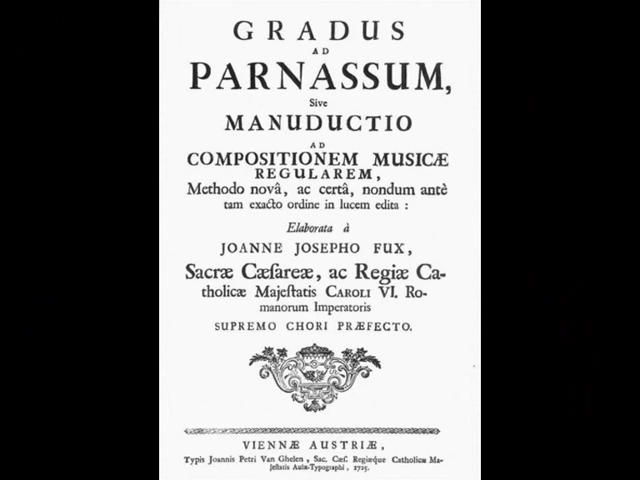 GRADUS
AD
PARNASSUM,
Sive
MANUDUCTIO
AD
COMPOSITIONEM MUSICÆ
REGULAREM,
Methodo novâ, ac certâ, nondum antè
tam exacto ordine in lucem edita :
Elaborata à
JOANNE JOSEPHO FUX,
Sacræ Cæſareæ, ac Regiæ Ca-
tholicæ Majeſtatis CAROLI VI. Ro-
manorum Imperatoris
SUPREMO CHORI PRÆFECTO.
VIENNÆ AUSTRIÆ,
Typis Joannis Petri Van Ghelen, Sac. Cæſ. Regiæque Catholicæ Ma-
jeſtatis Aulæ-Typographi, 1725.